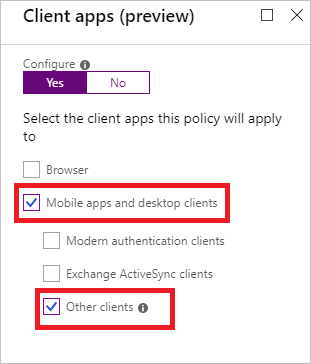 Client apps (preview)
Configure
Yes No
Select the client apps this policy will apply
to
Browser
Mobile apps and desktop clients
Modern authentication clients
Exchange ActiveSync clients
Other clients